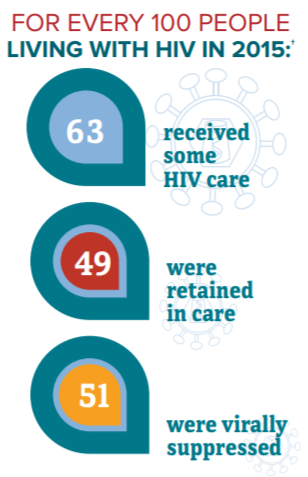 FOR EVERY 100 PEOPLE
LIVING WITH HIV IN 2015:†
63
received
some
HIV care
49
were
retained
in care
51
were virally
suppressed